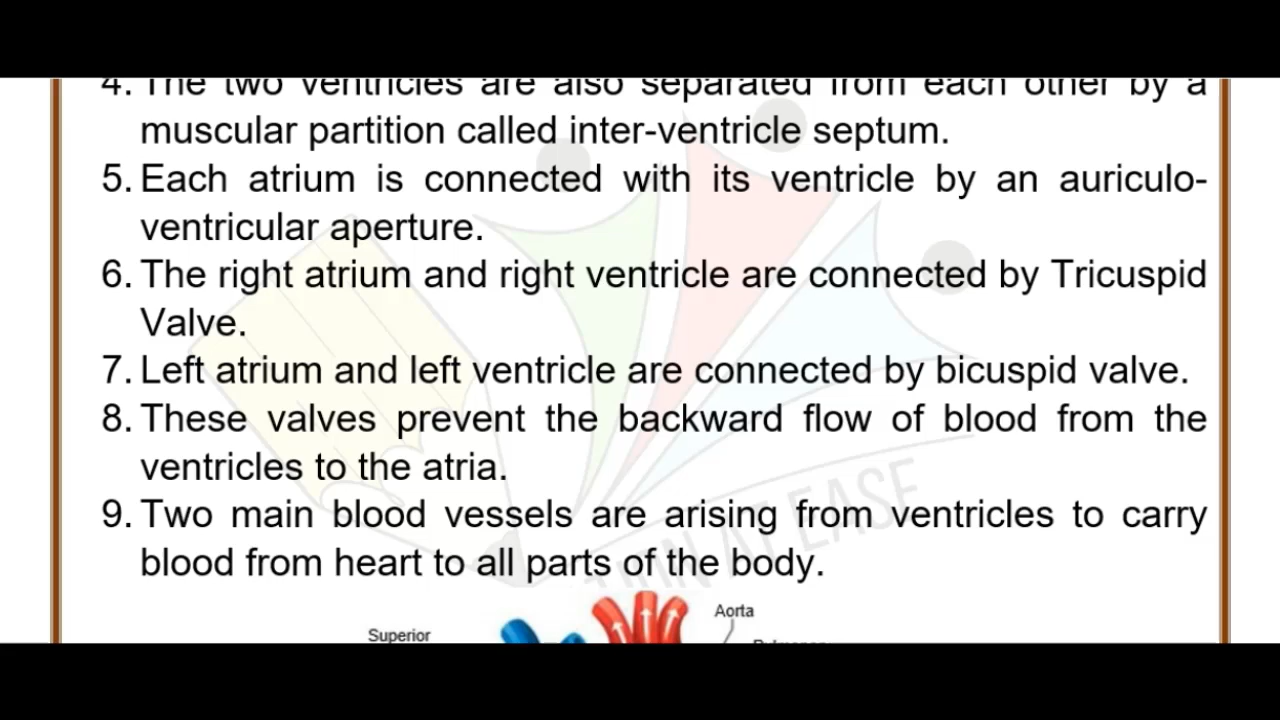 4. The two ventricles are also separated from each other by a
muscular partition called inter-ventricle septum.
5. Each atrium is connected with its ventricle by an auriculo-
ventricular aperture.
6. The right atrium and right ventricle are connected by Tricuspid
Valve.
7. Left atrium and left ventricle are connected by bicuspid valve.
8. These valves prevent the backward flow of blood from the
ventricles to the atria.
9. Two main blood vessels are arising from ventricles to carry
blood from heart to all parts of the body.
Aorta
Superior